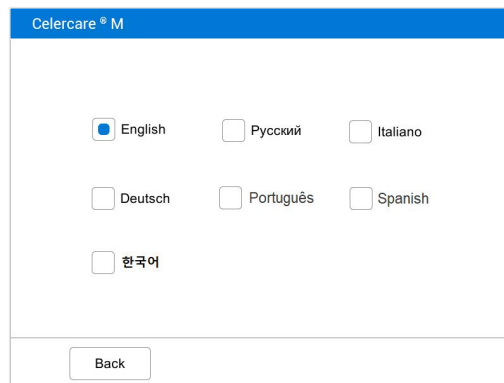 Celercare ® M
English Русский Italiano
Deutsch Português Spanish
한국어
Back